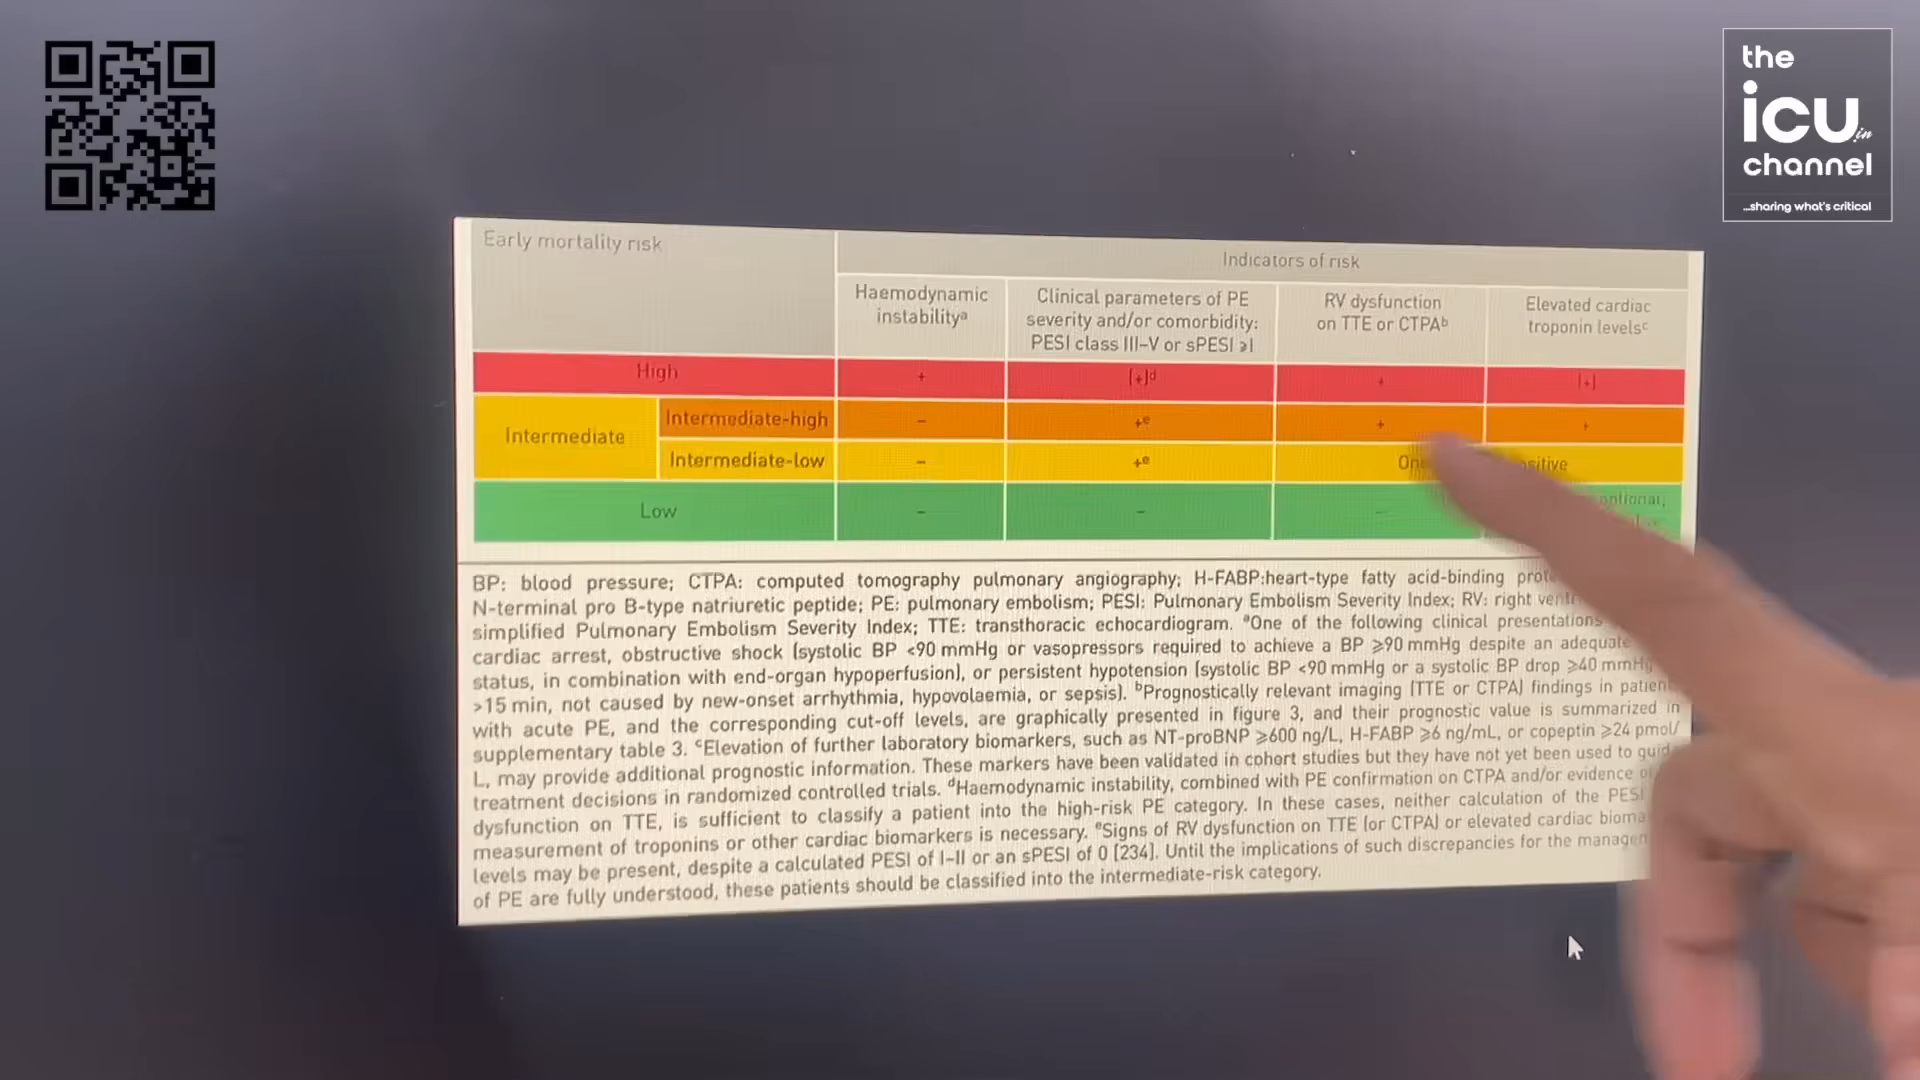 the
icu.in
channel
...sharing what's critical
Early mortality risk
Indicators of risk
Haemodynamic
instabilityᵃ
Clinical parameters of PE
severity and/or comorbidity:
PESI class III–V or sPESI ⩾I
RV dysfunction
on TTE or CTPAᵇ
Elevated cardiac
troponin levelsᶜ
High + (+)ᵈ + (+)
Intermediate
Intermediate-high − +ᵉ + +
Intermediate-low − +ᵉ One sitive
Low − − − optional;
BP: blood pressure; CTPA: computed tomography pulmonary angiography; H-FABP:heart-type fatty acid-binding
N-terminal pro B-type natriuretic peptide; PE: pulmonary embolism; PESI: Pulmonary Embolism Severity Index; RV: right
simplified Pulmonary Embolism Severity Index; TTE: transthoracic echocardiogram. ᵃOne of the following clinical presentations
cardiac arrest, obstructive shock (systolic BP <90 mmHg or vasopressors required to achieve a BP ⩾90 mmHg despite an adequate
status, in combination with end-organ hypoperfusion), or persistent hypotension (systolic BP <90 mmHg or a systolic BP drop ⩾40 mmHg
>15 min, not caused by new-onset arrhythmia, hypovolaemia, or sepsis). ᵇPrognostically relevant imaging (TTE or CTPA) findings in patien
with acute PE, and the corresponding cut-off levels, are graphically presented in figure 3, and their prognostic value is summarized in
supplementary table 3. ᶜElevation of further laboratory biomarkers, such as NT-proBNP ⩾600 ng/L, H-FABP ⩾6 ng/mL, or copeptin ⩾24 pmol/
L, may provide additional prognostic information. These markers have been validated in cohort studies but they have not yet been used to guid
treatment decisions in randomized controlled trials. ᵈHaemodynamic instability, combined with PE confirmation on CTPA and/or evidence o
dysfunction on TTE, is sufficient to classify a patient into the high-risk PE category. In these cases, neither calculation of the PESI
measurement of troponins or other cardiac biomarkers is necessary. ᵉSigns of RV dysfunction on TTE (or CTPA) or elevated cardiac bioma
levels may be present, despite a calculated PESI of I–II or an sPESI of 0 [234]. Until the implications of such discrepancies for the managen
of PE are fully understood, these patients should be classified into the intermediate-risk category.